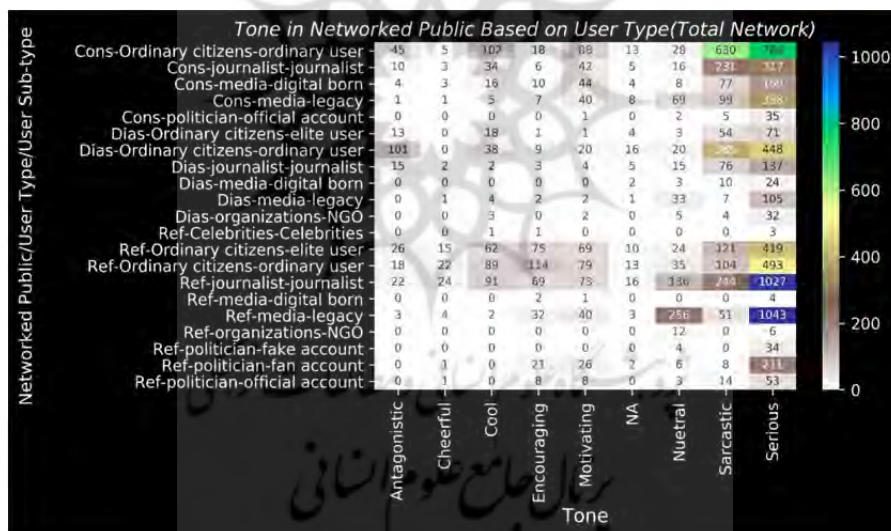 Tone in Networked Public Based on User Type(Total Network)
Networked Public/User Type/User Sub-type
Cons-Ordinary citizens-ordinary user 45 5 102 18 88 13 28 630
Cons-journalist-journalist 10 3 34 6 42 5 16 231 317
Cons-media-digital born 4 3 16 10 44 4 8 77
Cons-media-legacy 1 1 5 7 40 8 69 99 398
Cons-politician-official account 0 0 0 0 1 0 2 5 35
Dias-Ordinary citizens-elite user 13 0 18 1 1 4 3 54 71
Dias-Ordinary citizens-ordinary user 101 0 38 9 20 16 20 448
Dias-journalist-journalist 15 2 2 3 4 5 15 76 137
Dias-media-digital born 0 0 0 0 0 2 3 10 24
Dias-media-legacy 0 1 4 2 2 1 33 7 105
Dias-organizations-NGO 0 0 3 0 2 0 5 4 32
Ref-Celebrities-Celebrities 0 0 1 1 0 0 0 0 3
Ref-Ordinary citizens-elite user 26 15 62 75 69 10 24 121 419
Ref-Ordinary citizens-ordinary user 18 22 89 114 79 13 35 104 493
Ref-journalist-journalist 22 24 91 69 73 16 136 244 1027
Ref-media-digital born 0 0 0 2 1 0 0 0 4
Ref-media-legacy 3 4 2 32 40 3 256 51 1043
Ref-organizations-NGO 0 0 0 0 0 0 12 0 6
Ref-politician-fake account 0 0 0 0 0 0 4 0 34
Ref-politician-fan account 0 1 0 21 26 2 6 8 211
Ref-politician-official account 0 1 0 8 8 0 3 14 53
Antagonistic
Cheerful
Cool
Encouraging
Motivating
NA
Nuetral
Sarcastic
Serious
Tone
1000
800
600
400
200
0
پرتال جامع علوم انسانی